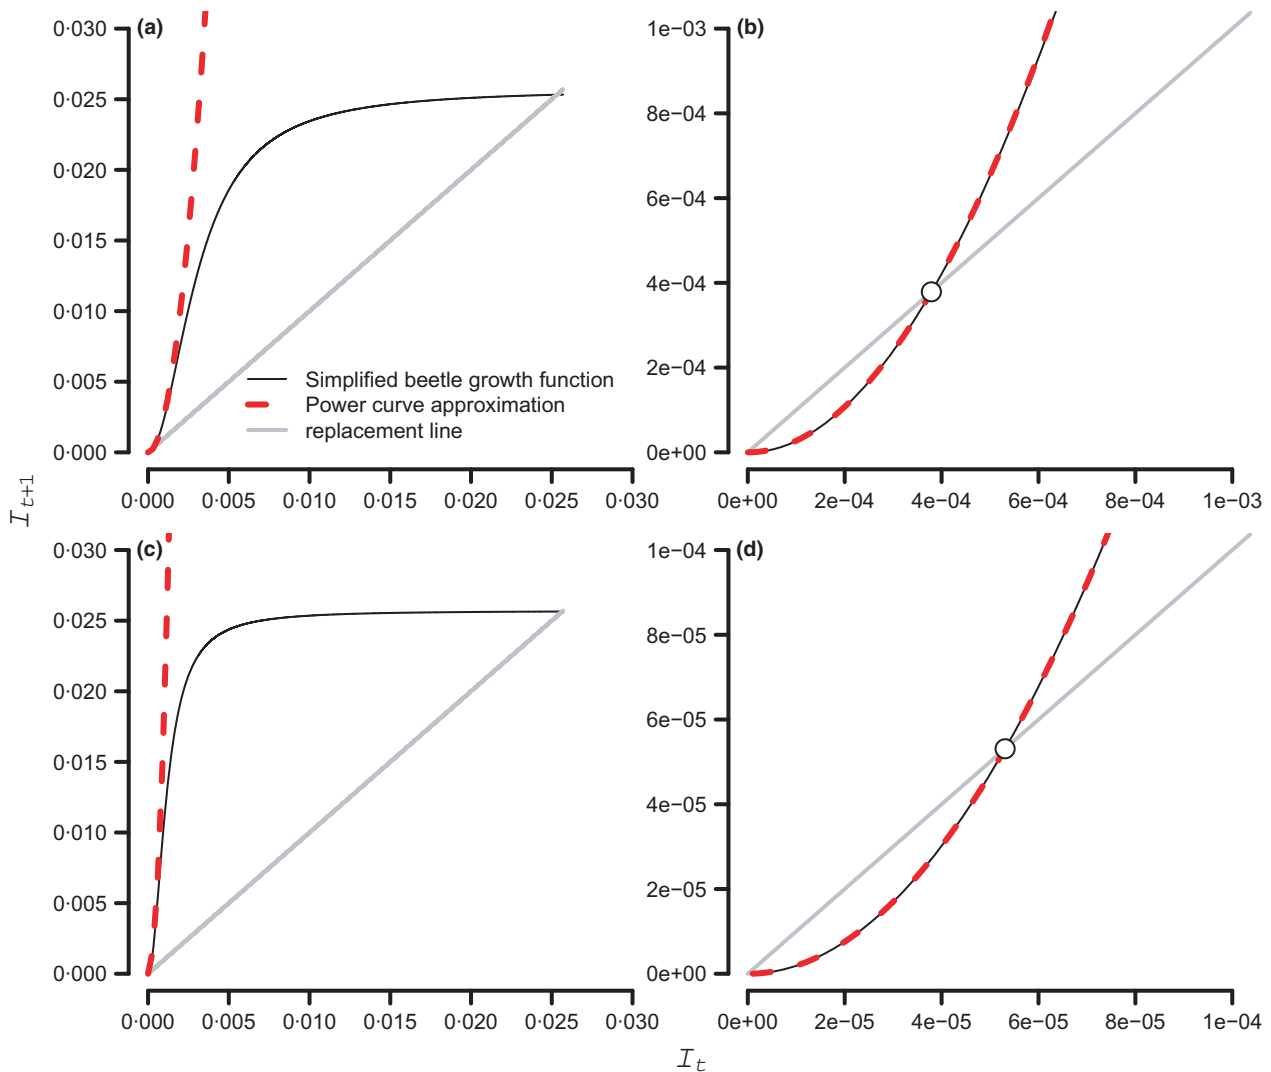 (a)
0·030
0·025
0·020
0·015
0·010
0·005
0·000
Simplified beetle growth function
Power curve approximation
replacement line
0·000 0·005 0·010 0·015 0·020 0·025 0·030
(b)
1e−03
8e−04
6e−04
4e−04
2e−04
0e+00
0e+00 2e−04 4e−04 6e−04 8e−04 1e−03
I_{t+1}
(c)
0·030
0·025
0·020
0·015
0·010
0·005
0·000
0·000 0·005 0·010 0·015 0·020 0·025 0·030
(d)
1e−04
8e−05
6e−05
4e−05
2e−05
0e+00
0e+00 2e−05 4e−05 6e−05 8e−05 1e−04
I_t